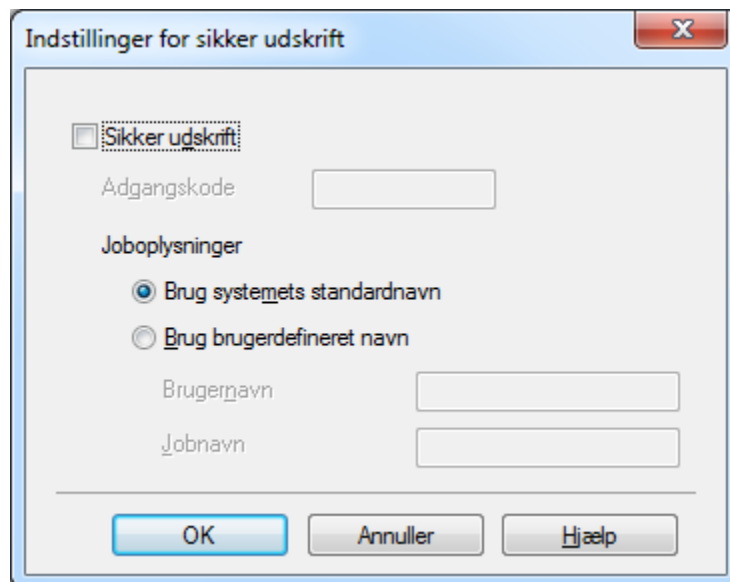 Indstillinger for sikker udskrift
Sikker udskrift
Adgangskode
Joboplysninger
Brug systemets standardnavn
Brug brugerdefineret navn
Brugernavn
Jobnavn
OK
Annuller
Hjælp